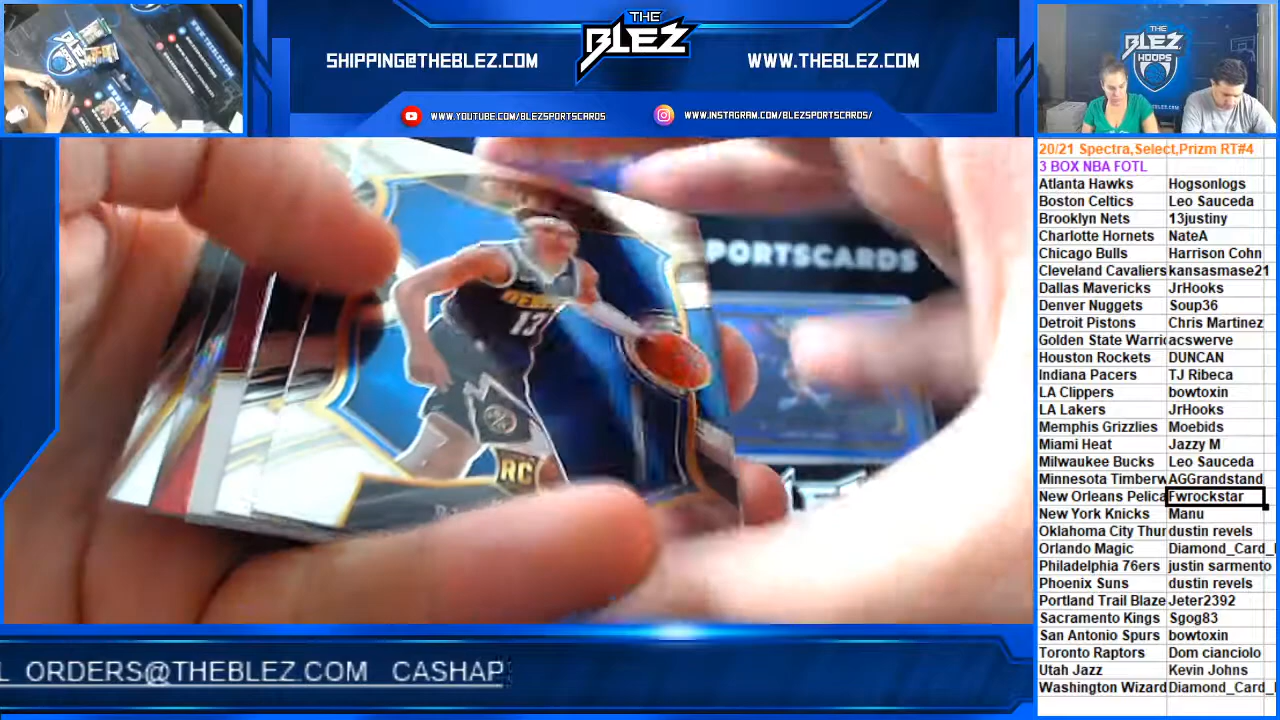 THE
BLEZ
SHIPPING@THEBLEZ.COM
WWW.THEBLEZ.COM
WWW.YOUTUBE.COM/BLEZSPORTSCARDS
WWW.INSTAGRAM.COM/BLEZSPORTSCARDS/
THE
BLEZ
HOOPS
20/21 Spectra,Select,Prizm RT#4
3 BOX NBA FOTL
Atlanta Hawks Hogsonlogs
Boston Celtics Leo Sauceda
Brooklyn Nets 13justiny
Charlotte Hornets NateA
Chicago Bulls Harrison Cohn
Cleveland Cavaliers kansasmase21
Dallas Mavericks JrHooks
Denver Nuggets Soup36
Detroit Pistons Chris Martinez
Golden State Warric acswerve
Houston Rockets DUNCAN
Indiana Pacers TJ Ribeca
LA Clippers bowtoxin
LA Lakers JrHooks
Memphis Grizzlies Moebids
Miami Heat Jazzy M
Milwaukee Bucks Leo Sauceda
Minnesota Timberw AGGrandstand
New Orleans Pelica Fwrockstar
New York Knicks Manu
Oklahoma City Thur dustin revels
Orlando Magic Diamond_Card_
Philadelphia 76ers justin sarmento
Phoenix Suns dustin revels
Portland Trail Blaze Jeter2392
Sacramento Kings Sgog83
San Antonio Spurs bowtoxin
Toronto Raptors Dom cianciolo
Utah Jazz Kevin Johns
Washington Wizard Diamond_Card_
PORTSCARDS
13
RC
L ORDERS@THEBLEZ.COM CASHAP